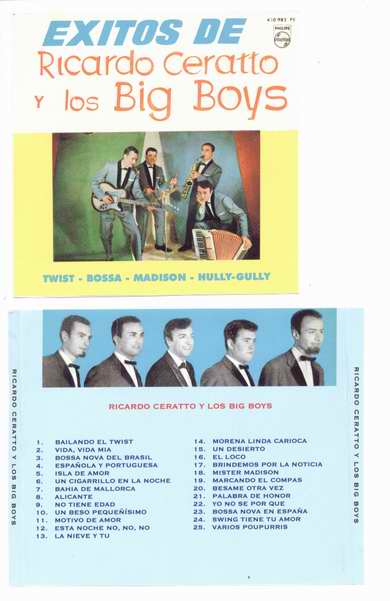 410 982 PE
PHILIPS
EXITOS DE
Ricardo Ceratto
Y los Big Boys
TWIST - BOSSA - MADISON - HULLY-GULLY
RICARDO CERATTO Y LOS BIG BOYS
RICARDO CERATTO Y LOS BIG BOYS
1. BAILANDO EL TWIST
2. VIDA, VIDA MIA
3. BOSSA NOVA DEL BRASIL
4. ESPAÑOLA Y PORTUGUESA
5. ISLA DE AMOR
6. UN CIGARRILLO EN LA NOCHE
7. BAHIA DE MALLORCA
8. ALICANTE
9. NO TIENE EDAD
10. UN BESO PEQUEÑISIMO
11. MOTIVO DE AMOR
12. ESTA NOCHE NO, NO, NO
13. LA NIEVE Y TU
14. MORENA LINDA CARIOCA
15. UN DESIERTO
16. EL LOCO
17. BRINDEMOS POR LA NOTICIA
18. MISTER MADISON
19. MARCANDO EL COMPAS
20. BESAME OTRA VEZ
21. PALABRA DE HONOR
22. YO NO SE POR QUE
23. BOSSA NOVA EN ESPAÑA
24. SWING TIENE TU AMOR
25. VARIOS POUPURRIS
RICARDO CERATTO Y LOS BIG BOYS